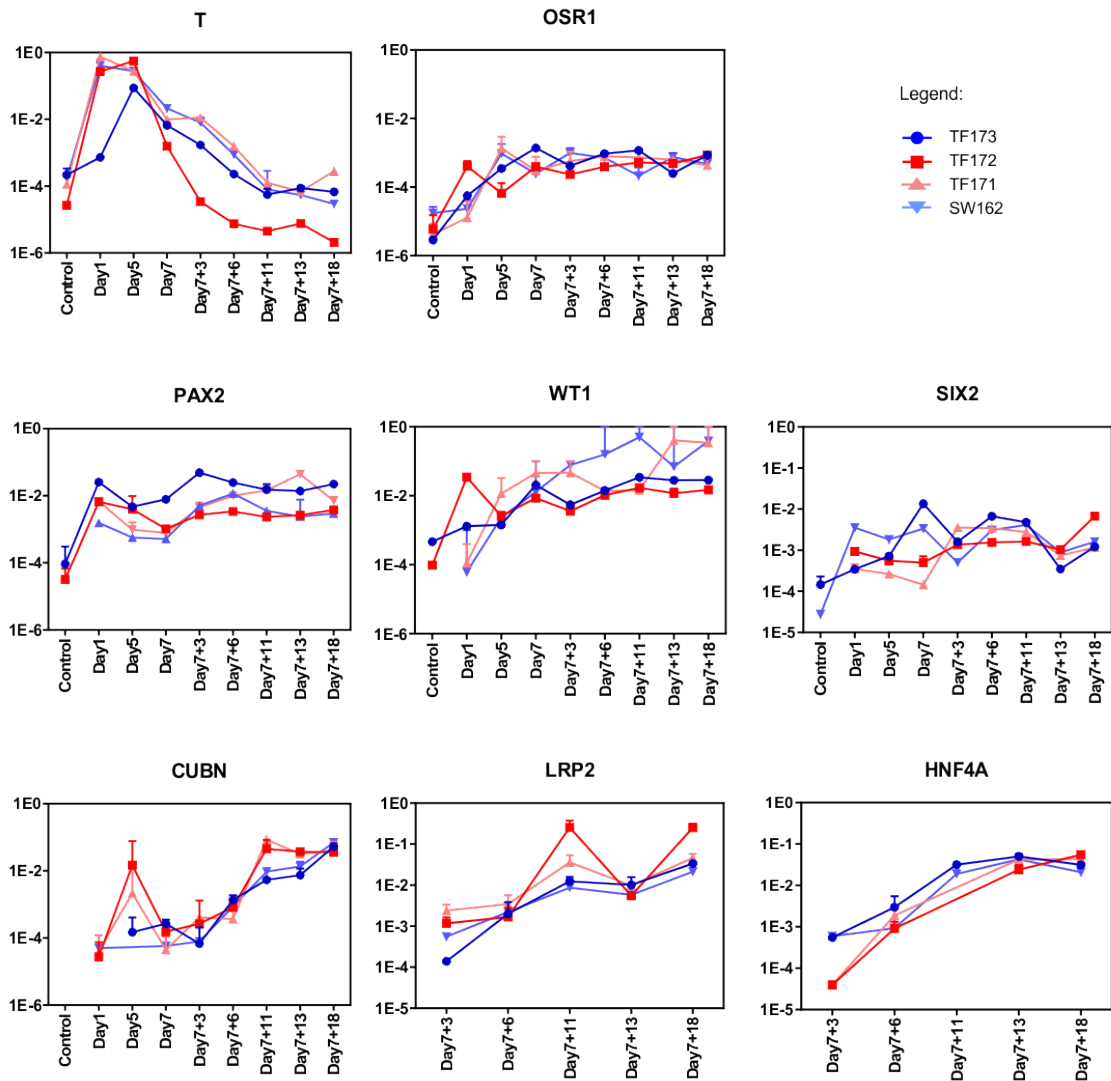 T
OSR1
1E0
1E-2
1E-4
1E-6
Control
Day1
Day5
Day7
Day7+3
Day7+6
Day7+11
Day7+13
Day7+18
1E0
1E-2
1E-4
1E-6
Control
Day1
Day5
Day7
Day7+3
Day7+6
Day7+11
Day7+13
Day7+18
Legend:
TF173
TF172
TF171
SW162
PAX2
WT1
SIX2
1E0
1E-2
1E-4
1E-6
Control
Day1
Day5
Day7
Day7+3
Day7+6
Day7+11
Day7+13
Day7+18
1E0
1E-2
1E-4
1E-6
Control
Day1
Day5
Day7
Day7+3
Day7+6
Day7+11
Day7+13
Day7+18
1E0
1E-1
1E-2
1E-3
1E-4
1E-5
Control
Day1
Day5
Day7
Day7+3
Day7+6
Day7+11
Day7+13
Day7+18
CUBN
LRP2
HNF4A
1E0
1E-2
1E-4
1E-6
Control
Day1
Day5
Day7
Day7+3
Day7+6
Day7+11
Day7+13
Day7+18
1E0
1E-1
1E-2
1E-3
1E-4
1E-5
Day7+3
Day7+6
Day7+11
Day7+13
Day7+18
1E0
1E-1
1E-2
1E-3
1E-4
1E-5
Day7+3
Day7+6
Day7+11
Day7+13
Day7+18